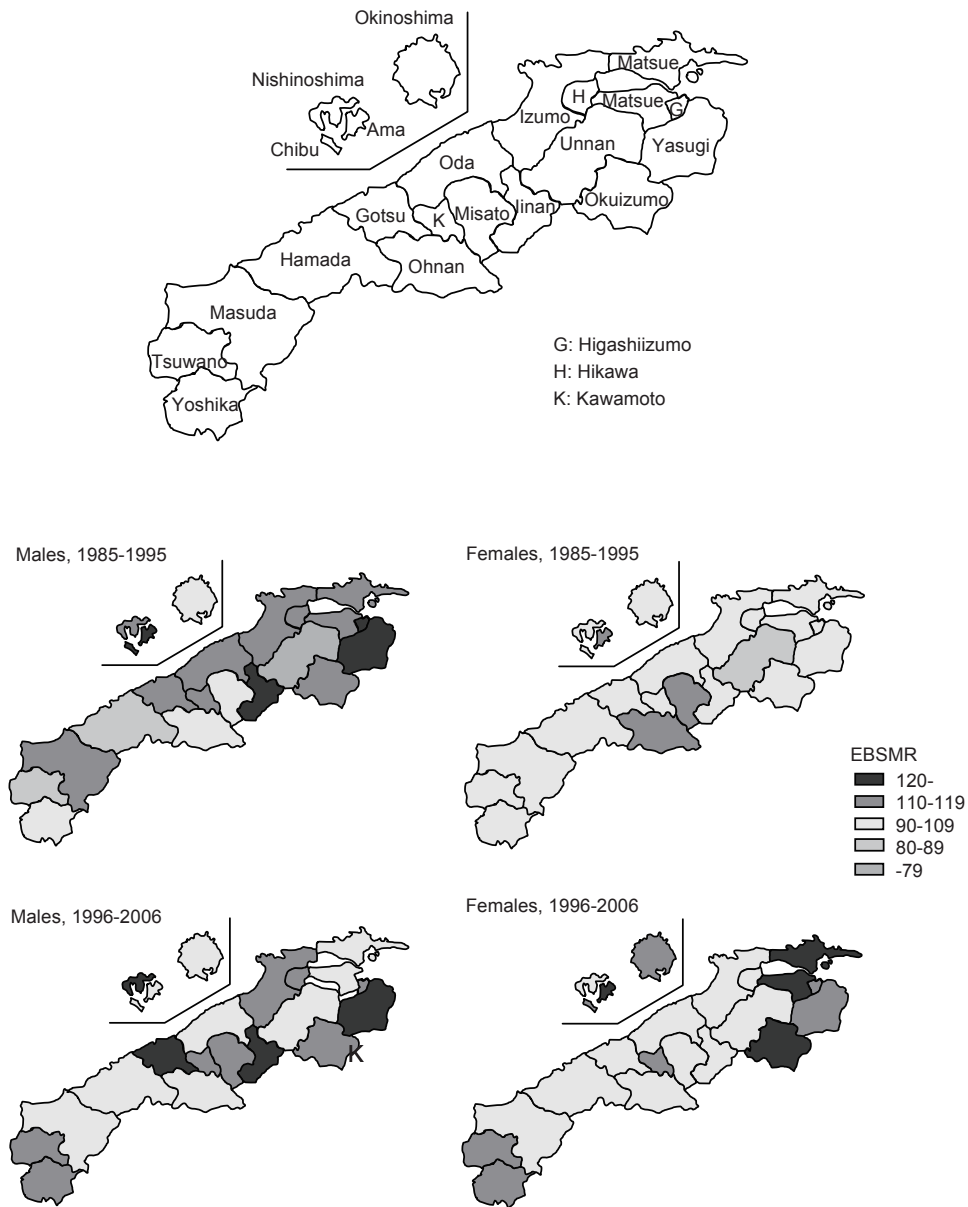 Okinoshima
Nishinoshima
Ama
Chibu
Matsue
H
Matsue
G
Izumo
Unnan
Yasugi
Oda
Iinan
Okuizumo
Gotsu
K
Misato
Hamada
Ohnan
Masuda
Tsuwano
Yoshika
G: Higashiizumo
H: Hikawa
K: Kawamoto
Males, 1985-1995
Females, 1985-1995
EBSMR
120-
110-119
90-109
80-89
-79
Males, 1996-2006
K
Females, 1996-2006